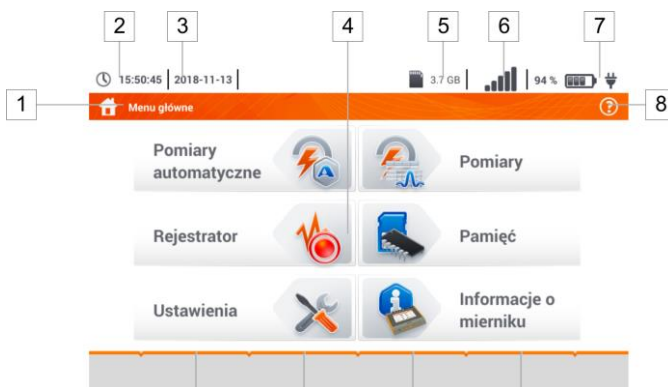 2
3
4
5
6
7
15:50:45
2018-11-13
3.7 GB
94 %
1
Menu główne
?
8
Pomiary
automatyczne
A
Pomiary
Rejestrator
Pamięć
Ustawienia
Informacje o
mierniku